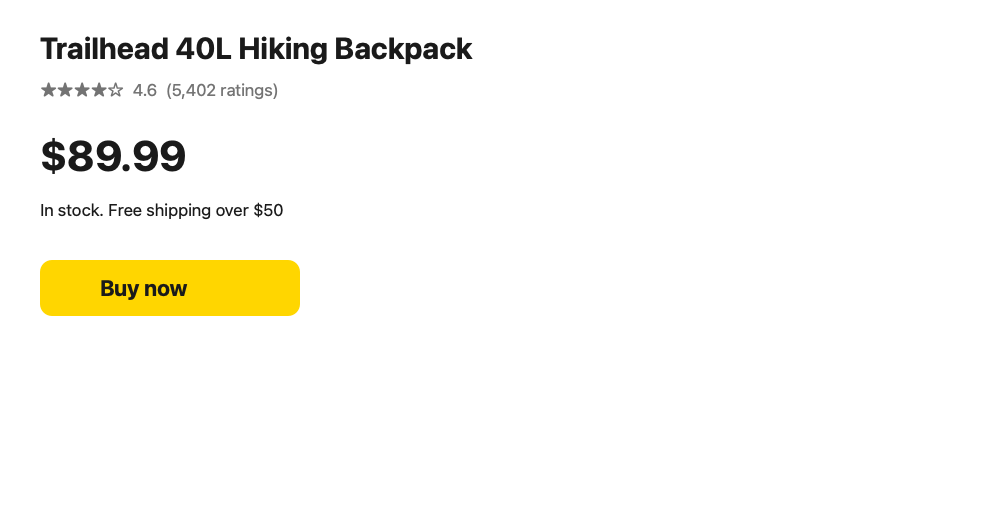 Trailhead 40L Hiking Backpack
★★★★☆ 4.6 (5,402 ratings)
$89.99
In stock. Free shipping over $50
Buy now